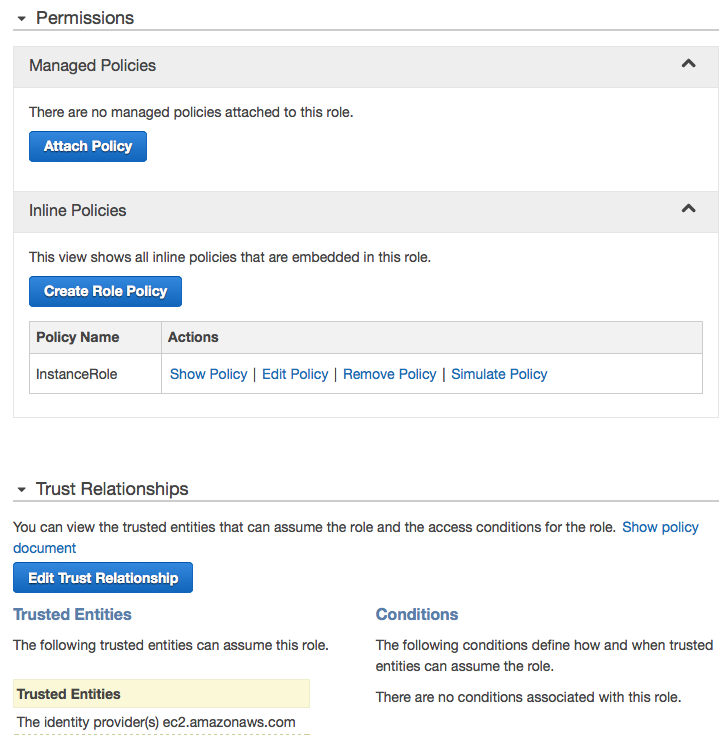 Permissions
Managed Policies
There are no managed policies attached to this role.
Attach Policy
Inline Policies
This view shows all inline policies that are embedded in this role.
Create Role Policy
Policy Name Actions
InstanceRole Show Policy | Edit Policy | Remove Policy | Simulate Policy
Trust Relationships
You can view the trusted entities that can assume the role and the access conditions for the role. Show policy
document
Edit Trust Relationship
Trusted Entities
The following trusted entities can assume this role.
Trusted Entities
The identity provider(s) ec2.amazonaws.com
Conditions
The following conditions define how and when trusted
entities can assume the role.
There are no conditions associated with this role.